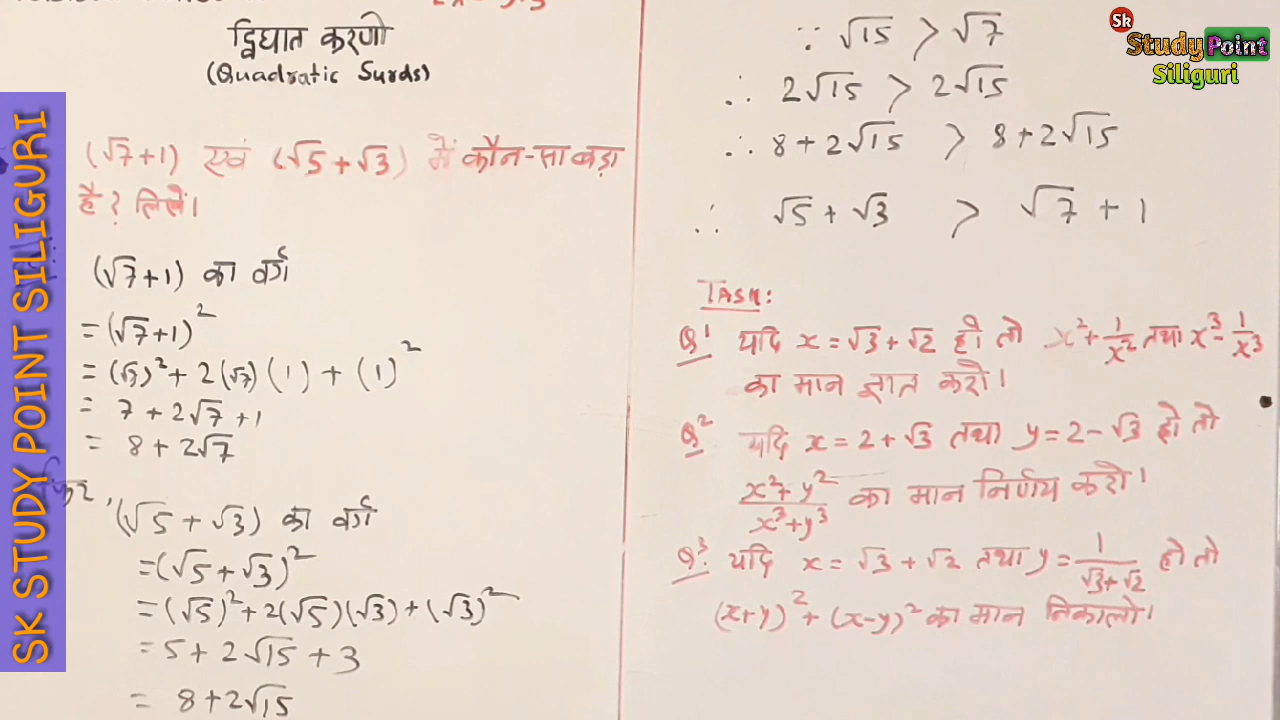 द्विघात करणी
(Quadratic Surds)
(√7+1) एवं (√5+√3) में कौन-सा बड़ा
है? लिखें।
(√7+1) का वर्ग
= (√7+1)²
= (√7)² + 2(√7)(1) + (1)²
= 7 + 2√7 + 1
= 8 + 2√7
फिर,
(√5 + √3) का वर्ग
= (√5 + √3)²
= (√5)² + 2(√5)(√3) + (√3)²
= 5 + 2√15 + 3
= 8 + 2√15
∵ √15 > √7
∴ 2√15 > 2√15
∴ 8 + 2√15 > 8 + 2√15
∴ √5 + √3 > √7 + 1
TASK:
Q1 यदि x = √3 + √2 हो तो x² + 1/x² तथा x³ - 1/x³
का मान ज्ञात करो।
Q2 यदि x = 2 + √3 तथा y = 2 - √3 हो तो
x² + y² / x³ + y³ का मान निर्णय करो।
Q3. यदि x = √3 + √2 तथा y = 1/√3+√2 हो तो
(x+y)² + (x-y)² का मान निकालो।
Sk
Study Point
Siliguri
SK STUDY POINT SILIGURI